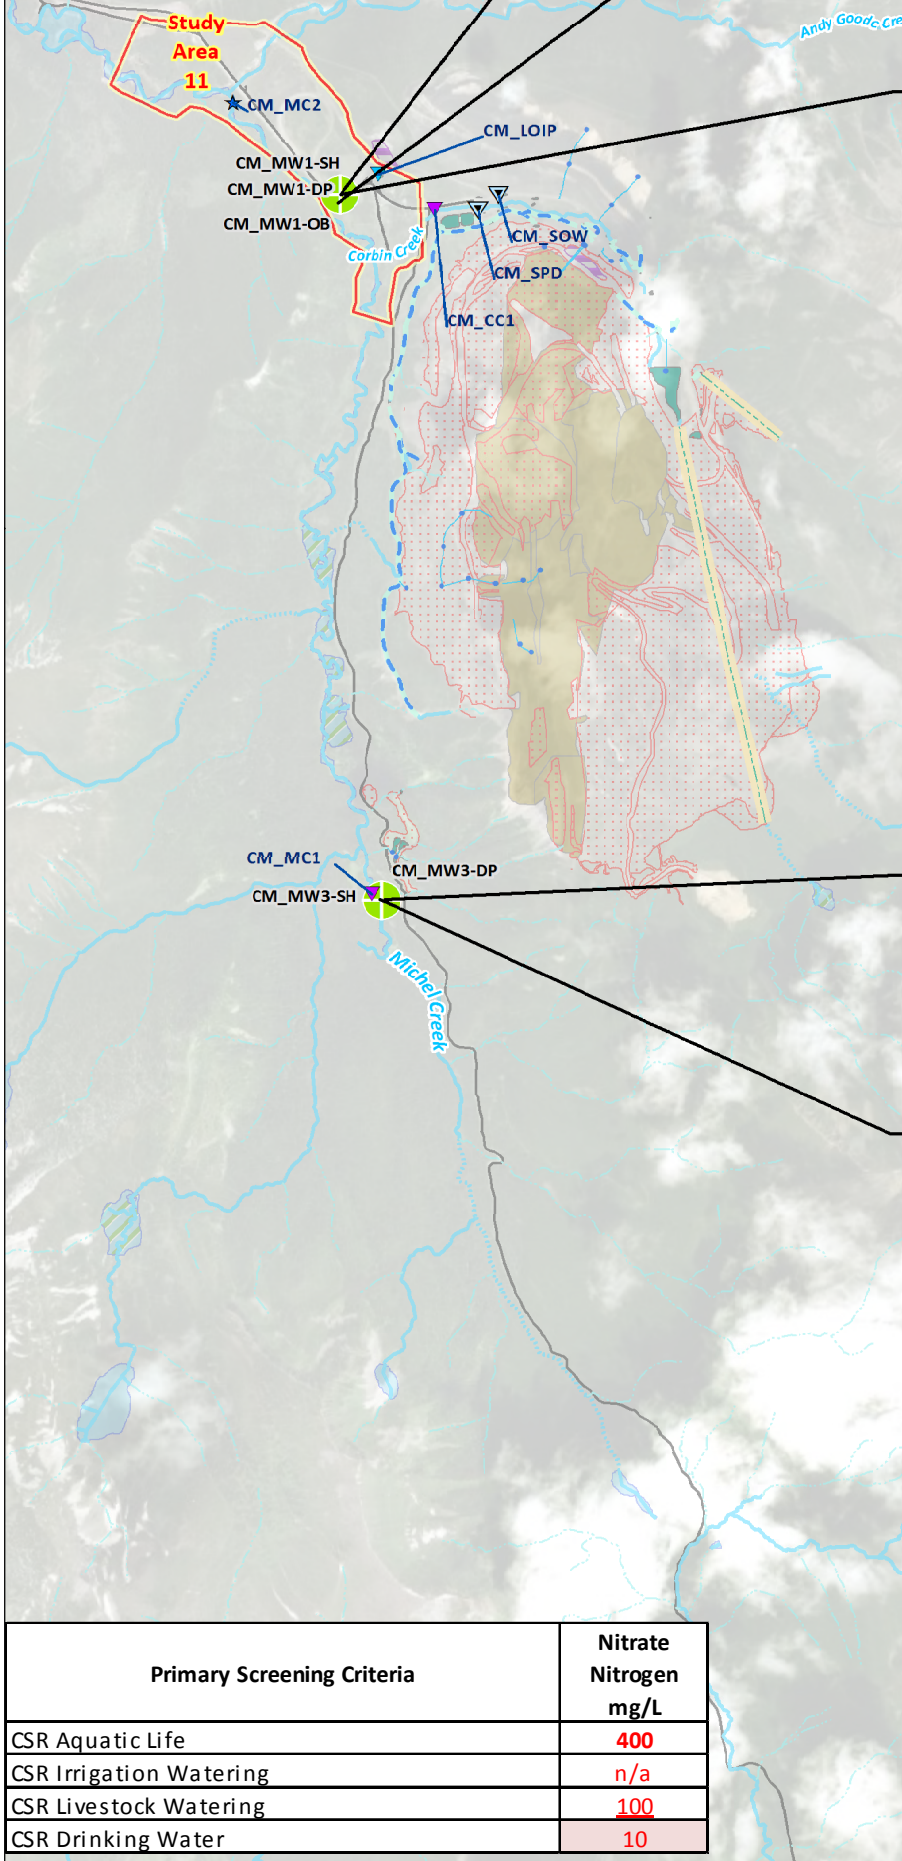 Andy Goode Cre
Study
Area
11
CM_MC2
CM_LOIP
CM_MW1-SH
CM_MW1-DP
CM_MW1-OB
Corbin Creek
CM_SOW
CM_SPD
CM_CC1
CM_MC1
CM_MW3-DP
CM_MW3-SH
Michel Creek
Primary Screening Criteria
Nitrate
Nitrogen
mg/L
CSR Aquatic Life 400
CSR Irrigation Watering n/a
CSR Livestock Watering 100
CSR Drinking Water 10